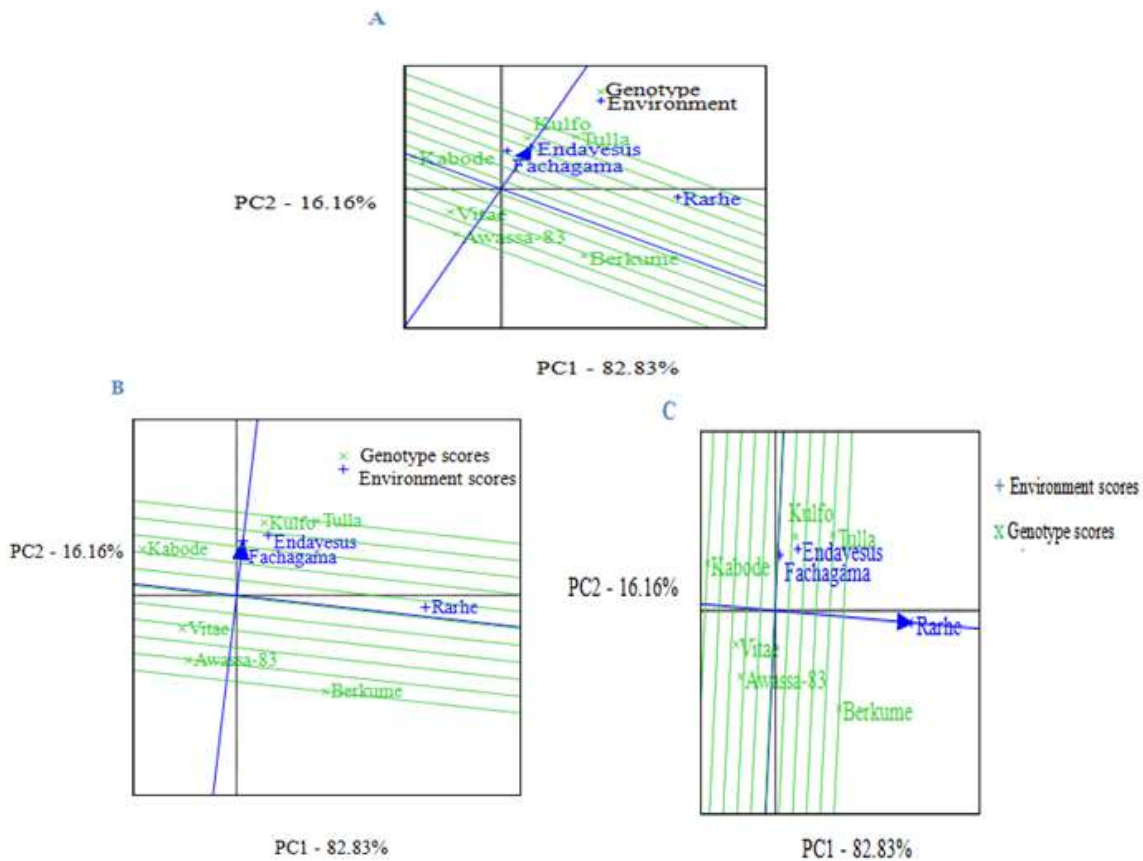 A
Genotype
Environment
Kulfo
Tulla
Endayesus
Kabode
Fachagama
PC2 - 16.16%
Rarhe
Vitae
Awassa-83
Berkume
PC1 - 82.83%
B
Genotype scores
Environment scores
Kulfo
Tulla
Endayesus
Kabode
Fachagama
PC2 - 16.16%
Rarhe
Vitae
Awassa-83
Berkume
PC1 - 82.83%
C
Environment scores
Genotype scores
Kulfo
Tulla
Endayesus
Kabode
Fachagama
PC2 - 16.16%
Rarhe
Vitae
Awassa-83
Berkume
PC1 - 82.83%